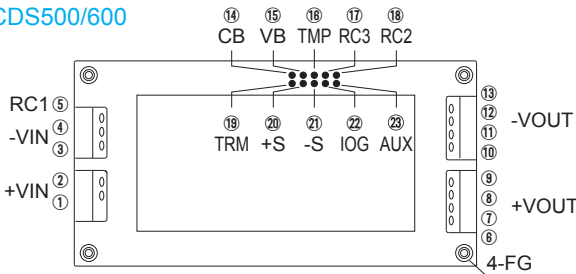 CDS500/600
⑭ ⑮ ⑯ ⑰ ⑱
CB VB TMP RC3 RC2
RC1 ⑤
-VIN ④
③
+VIN ②
①
⑲ ⑳ ㉑ ㉒ ㉓
TRM +S -S IOG AUX
⑬
⑫
⑪
⑩
-VOUT
⑨
⑧
⑦
⑥
+VOUT
4-FG